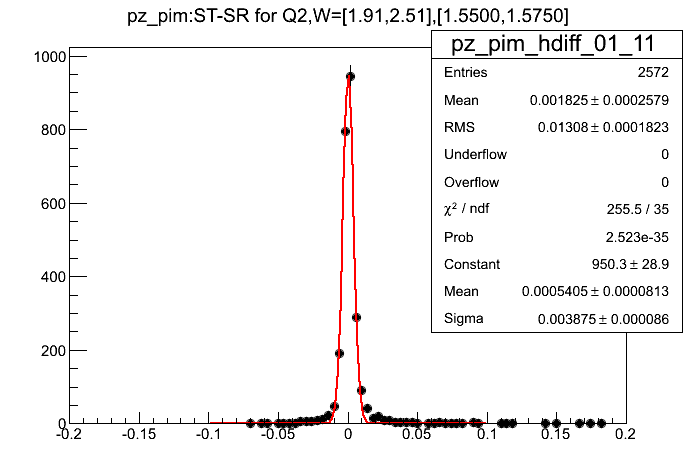 pz_pim:ST-SR for Q2,W=[1.91,2.51],[1.5500,1.5750]
pz_pim_hdiff_01_11
Entries 2572
Mean 0.001825 ± 0.0002579
RMS 0.01308 ± 0.0001823
Underflow 0
Overflow 0
χ² / ndf 255.5 / 35
Prob 2.523e-35
Constant 950.3 ± 28.9
Mean 0.0005405 ± 0.0000813
Sigma 0.003875 ± 0.000086
1000
800
600
400
200
0
-0.2 -0.15 -0.1 -0.05 0 0.05 0.1 0.15 0.2